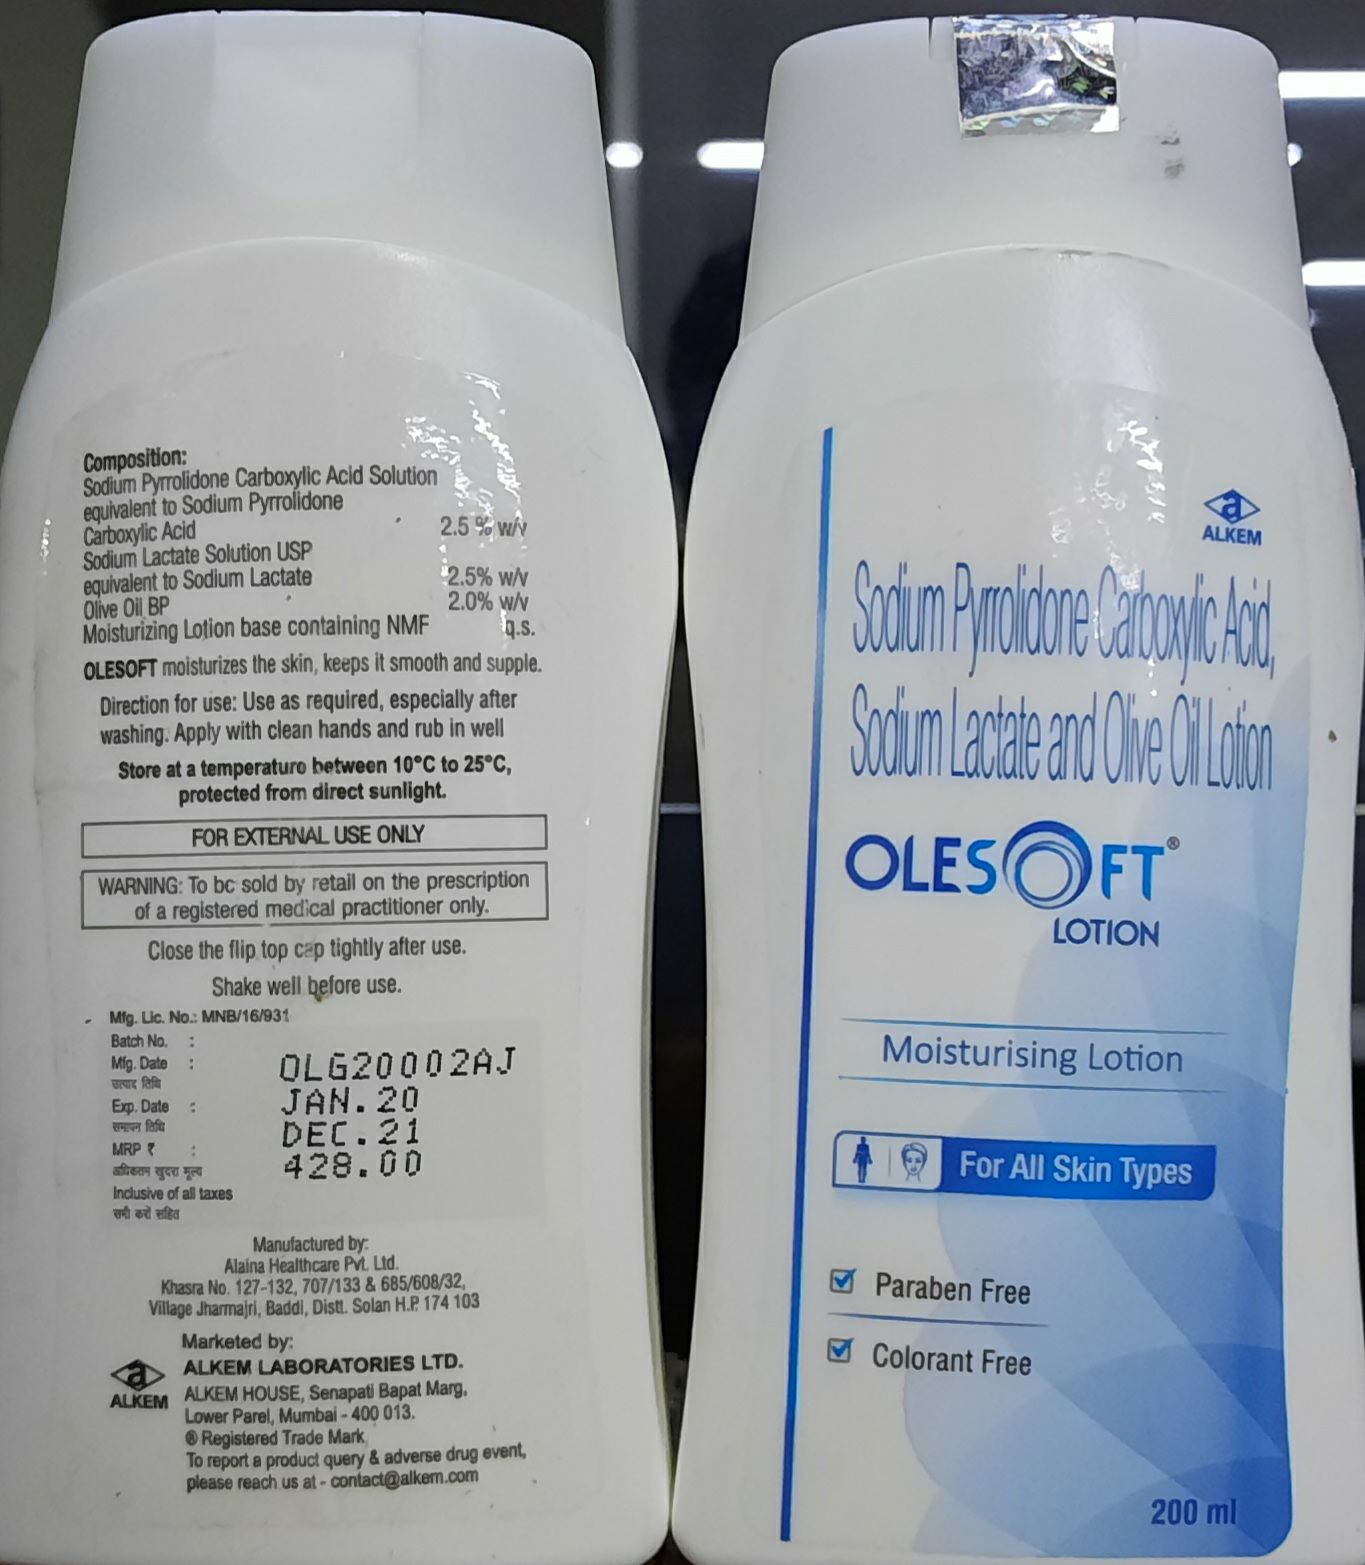 Composition:
Sodium Pyrrolidone Carboxylic Acid Solution
equivalent to Sodium Pyrrolidone
Carboxylic Acid 2.5 % w/v
Sodium Lactate Solution USP
equivalent to Sodium Lactate 2.5% w/v
Olive Oil BP 2.0% w/v
Moisturizing Lotion base containing NMF q.s.
OLESOFT moisturizes the skin, keeps it smooth and supple.
Direction for use: Use as required, especially after
washing. Apply with clean hands and rub in well
Store at a temperature between 10°C to 25°C,
protected from direct sunlight.
FOR EXTERNAL USE ONLY
WARNING: To be sold by retail on the prescription
of a registered medical practitioner only.
Close the flip top cap tightly after use.
Shake well before use.
Mfg. Lic. No.: MNB/16/931
Batch No. :
Mfg. Date : OLG20002AJ
उत्पाद तिथि
Exp. Date : JAN.20
समापन तिथि DEC.21
MRP ₹ : 428.00
अधिकतम खुदरा मूल्य
Inclusive of all taxes
सभी करों सहित
Manufactured by:
Alaina Healthcare Pvt. Ltd.
Khasra No. 127-132, 707/133 & 685/608/32,
Village Jharmajri, Baddi, Distt. Solan H.P. 174 103
Marketed by:
ALKEM LABORATORIES LTD.
ALKEM
ALKEM HOUSE, Senapati Bapat Marg,
Lower Parel, Mumbai - 400 013.
® Registered Trade Mark
To report a product query & adverse drug event,
please reach us at - contact@alkem.com
ALKEM
Sodium Pyrrolidone Carboxylic Acid,
Sodium Lactate and Olive Oil Lotion
OLESOFT®
LOTION
Moisturising Lotion
For All Skin Types
Paraben Free
Colorant Free
200 ml